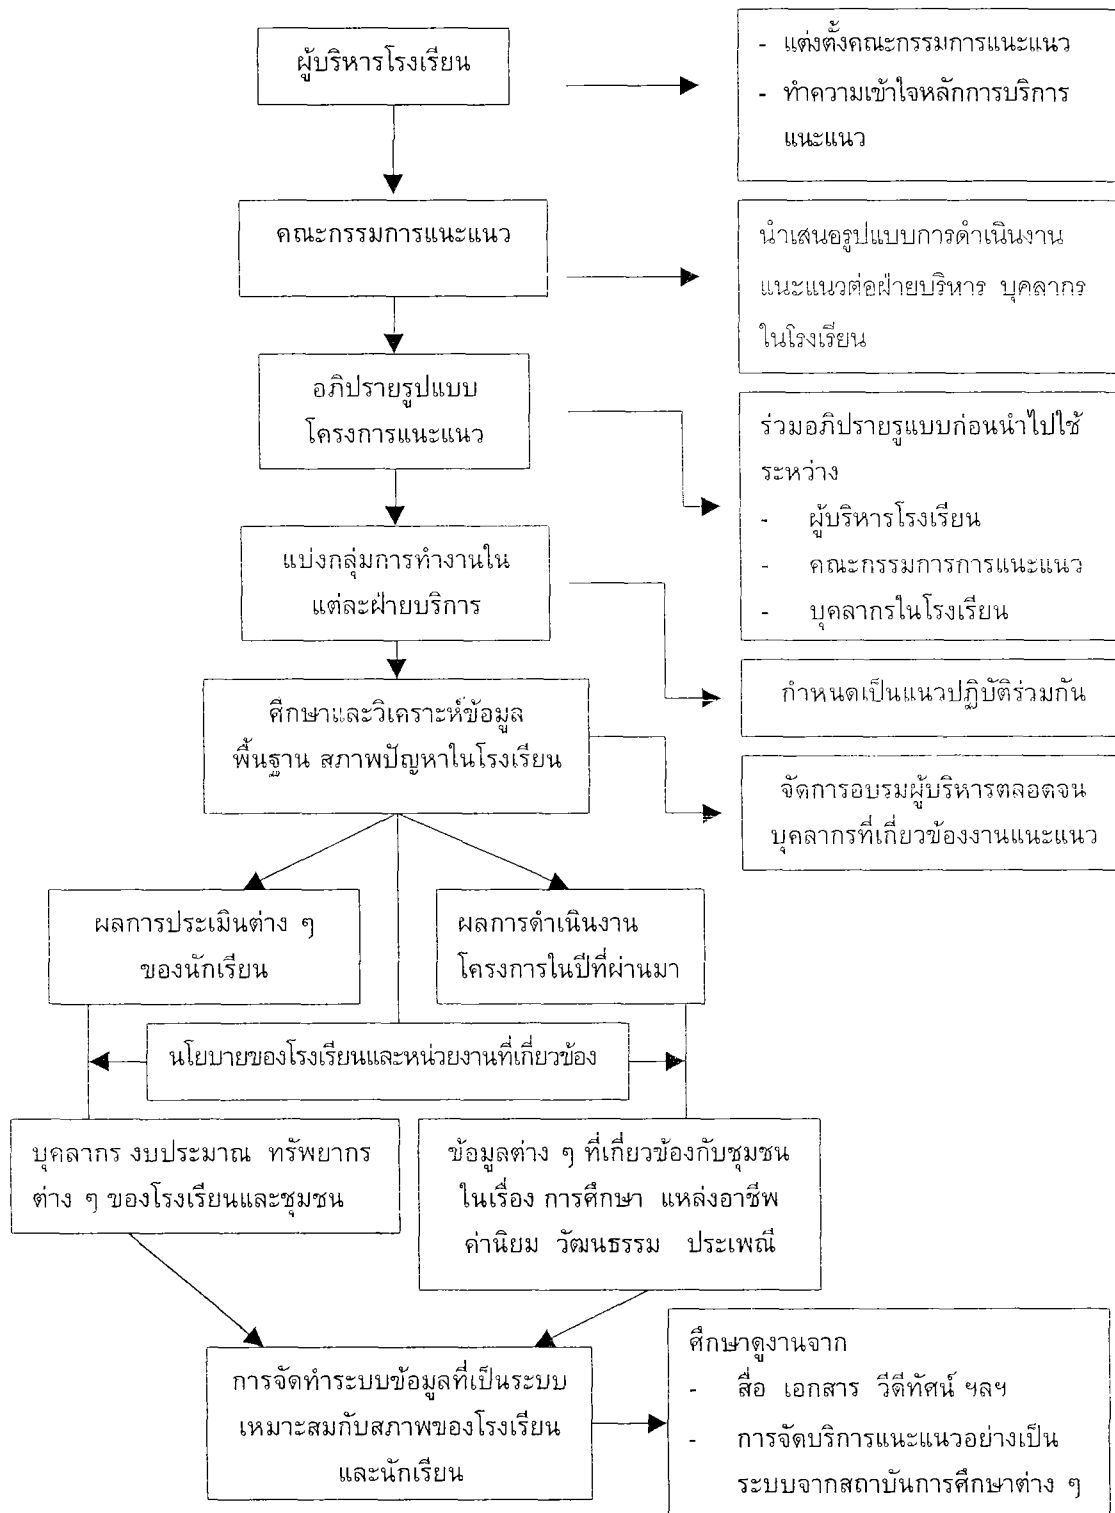 ผู้บริหารโรงเรียน
- แต่งตั้งคณะกรรมการแนะแนว
- ทำความเข้าใจหลักการบริการ
แนะแนว
คณะกรรมการแนะแนว
นำเสนอรูปแบบการดำเนินงาน
แนะแนวต่อฝ่ายบริหาร บุคลากร
ในโรงเรียน
อภิปรายรูปแบบ
โครงการแนะแนว
ร่วมอภิปรายรูแบบก่อนนำไปใช้
ระหว่าง
- ผู้บริหารโรงเรียน
- คณะกรรมการการแนะแนว
- บุคลากรในโรงเรียน
แบ่งกลุ่มการทำงานใน
แต่ละฝ่ายบริการ
กำหนดเป็นแนวปฏิบัติร่วมกัน
ศึกษาและวิเคราะห์ข้อมูล
พื้นฐาน สภาพปัญหาในโรงเรียน
จัดการอบรมผู้บริหารตลอดจน
บุคลากรที่เกี่ยวข้องงานแนะแนว
ผลการประเมินต่าง ๆ
ของนักเรียน
ผลการดำเนินงาน
โครงการในปีที่ผ่านมา
นโยบายของโรงเรียนและหน่วยงานที่เกี่ยวข้อง
บุคลากร งบประมาณ ทรัพยากร
ต่าง ๆ ของโรงเรียนและชุมชน
ข้อมูลต่าง ๆ ที่เกี่ยวข้องกับชุมชน
ในเรื่อง การศึกษา แหล่งอาชีพ
ค่านิยม วัฒนธรรม ประเพณี
การจัดทำระบบข้อมูลที่เป็นระบบ
เหมาะสมกับสภาพของโรงเรียน
และนักเรียน
ศึกษาดูงานจาก
- สื่อ เอกสาร วีดีทัศน์ ฯลฯ
- การจัดบริการแนะแนวอย่างเป็น
ระบบจากสถาบันการศึกษาต่าง ๆ